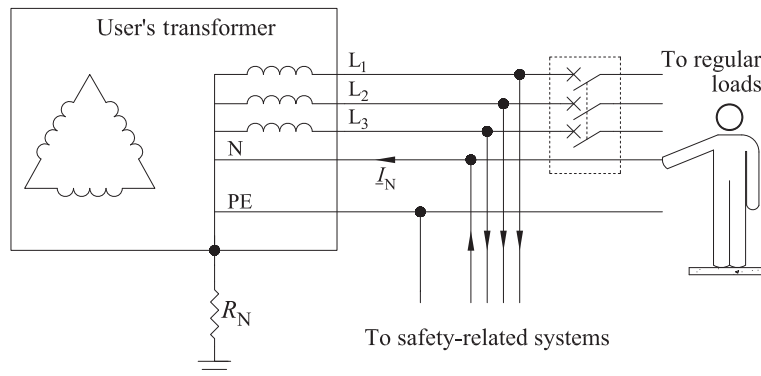 User's transformer
L1
L2
L3
N
IN
PE
RN
To regular
loads
To safety-related systems